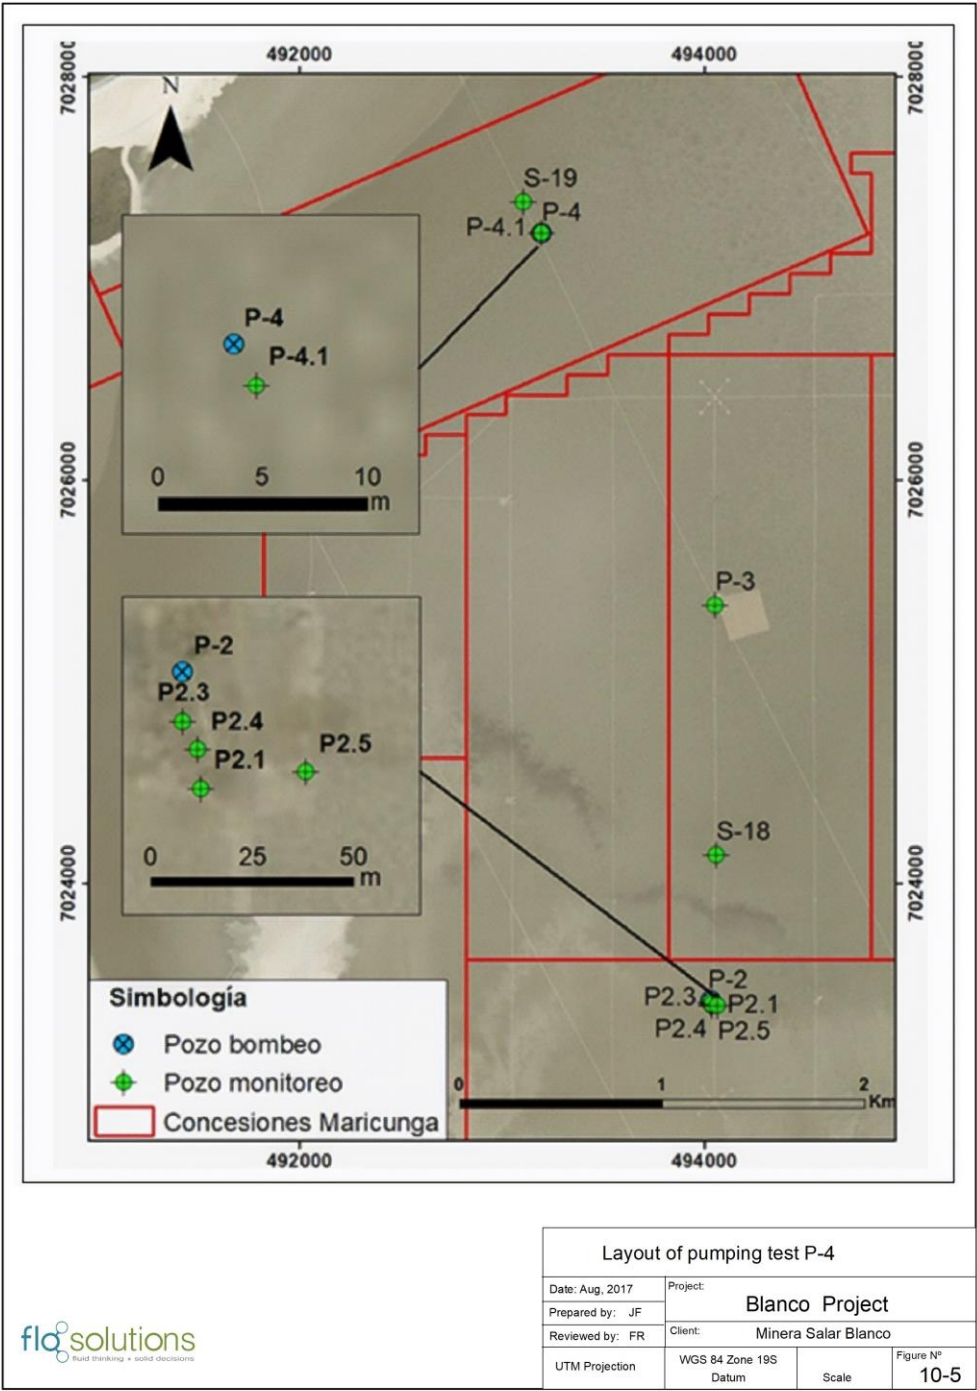 492000
494000
7028000
7028000
N
S-19
P-4
P-4.1
P-4
P-4.1
0 5 10
m
7026000
7026000
P-3
P-2
P2.3
P2.4
P2.1
P2.5
0 25 50
m
S-18
7024000
7024000
P-2
P2.3
P2.1
P2.4
P2.5
Simbología
Pozo bombeo
Pozo monitoreo
Concesiones Maricunga
0 1 2
Km
492000
494000
Layout of pumping test P-4
Date: Aug, 2017
Project:
Blanco Project
Prepared by: JF
Reviewed by: FR
Client:
Minera Salar Blanco
UTM Projection
WGS 84 Zone 19S
Datum
Scale
Figure Nº
10-5
flosolutions
fluid thinking + solid decisions